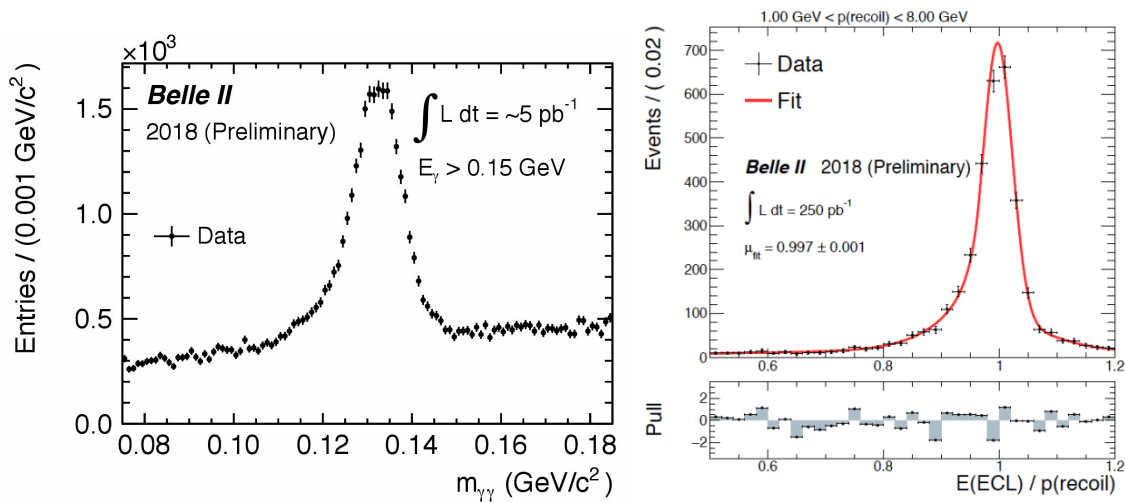 ×10³
Entries / (0.001 GeV/c²)
1.5
1.0
0.5
0.0
Belle II
2018 (Preliminary)
∫ L dt = ~5 pb⁻¹
Eγ > 0.15 GeV
Data
0.08 0.10 0.12 0.14 0.16 0.18
mγγ (GeV/c²)
1.00 GeV < p(recoil) < 8.00 GeV
Events / ( 0.02)
700
600
500
400
300
200
100
0
Data
Fit
Belle II 2018 (Preliminary)
∫ L dt = 250 pb⁻¹
μfit = 0.997 ± 0.001
0.6 0.8 1 1.2
Pull
2
0
−2
0.6 0.8 1 1.2
E(ECL) / p(recoil)